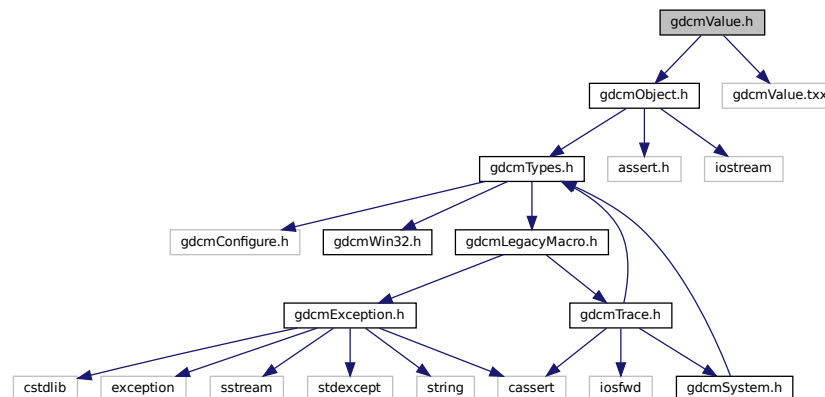 gdcmValue.h
gdcmObject.h
gdcmValue.txx
gdcmTypes.h
assert.h
iostream
gdcmConfigure.h
gdcmWin32.h
gdcmLegacyMacro.h
gdcmException.h
gdcmTrace.h
cstdlib
exception
sstream
stdexcept
string
cassert
iosfwd
gdcmSystem.h